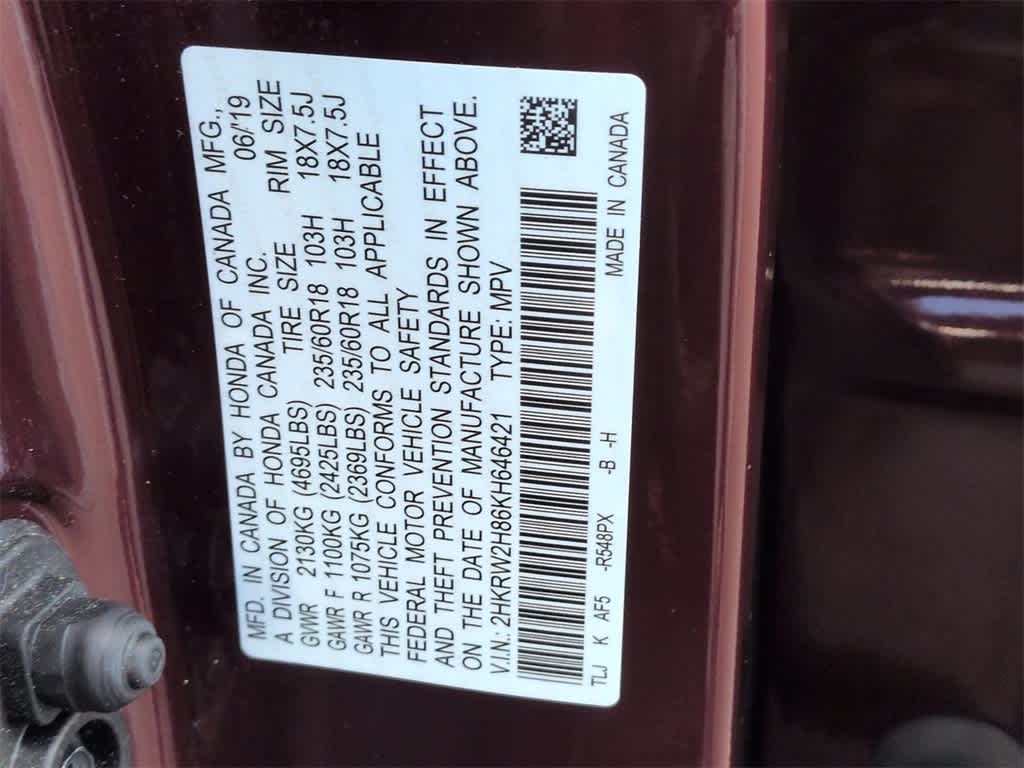 MFD. IN CANADA BY HONDA OF CANADA MFG.,
A DIVISION OF HONDA CANADA INC. 06/19
GVWR 2130KG (4695LBS) TIRE SIZE RIM SIZE
GAWR F 1100KG (2425LBS) 235/60R18 103H 18X7.5J
GAWR R 1075KG (2369LBS) 235/60R18 103H 18X7.5J
THIS VEHICLE CONFORMS TO ALL APPLICABLE
FEDERAL MOTOR VEHICLE SAFETY
AND THEFT PREVENTION STANDARDS IN EFFECT
ON THE DATE OF MANUFACTURE SHOWN ABOVE.
V.I.N.: 2HKRW2H86KH646421 TYPE: MPV
TLJ K AF5 -R548PX -B -H MADE IN CANADA